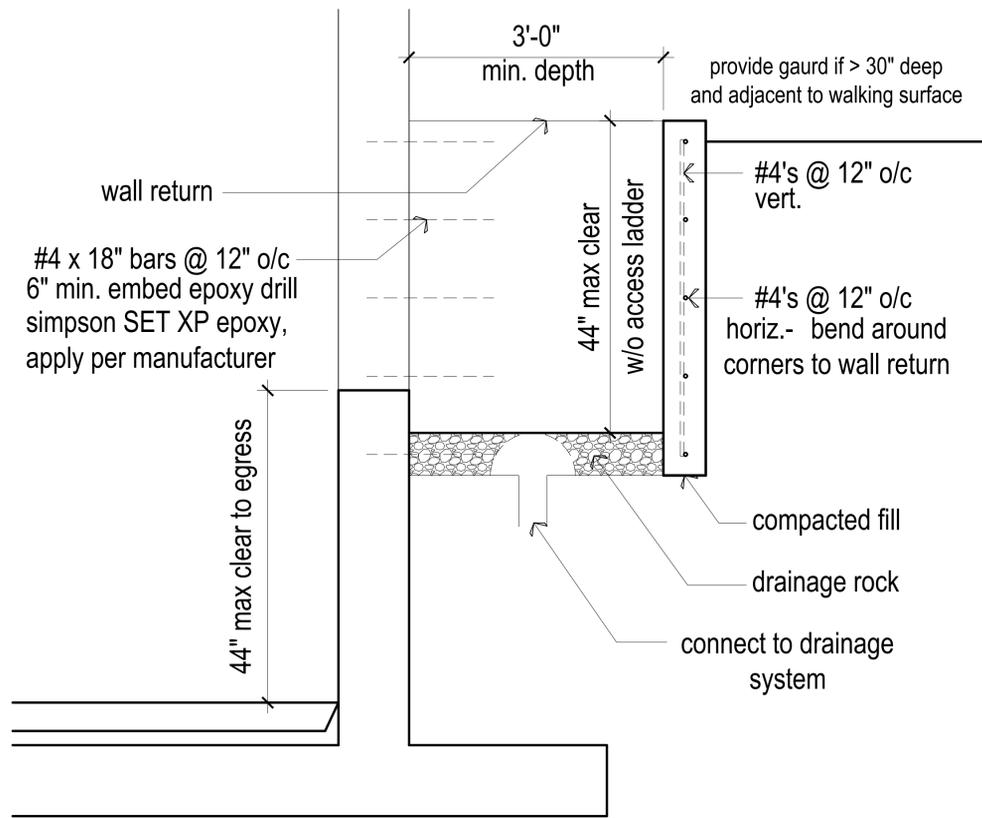 3'-0"
min. depth
provide gaurd if > 30" deep
and adjacent to walking surface
wall return
#4 x 18" bars @ 12" o/c
6" min. embed epoxy drill
simpson SET XP epoxy,
apply per manufacturer
44" max clear
w/o access ladder
#4's @ 12" o/c
vert.
#4's @ 12" o/c
horiz.- bend around
corners to wall return
44" max clear to egress
compacted fill
drainage rock
connect to drainage
system